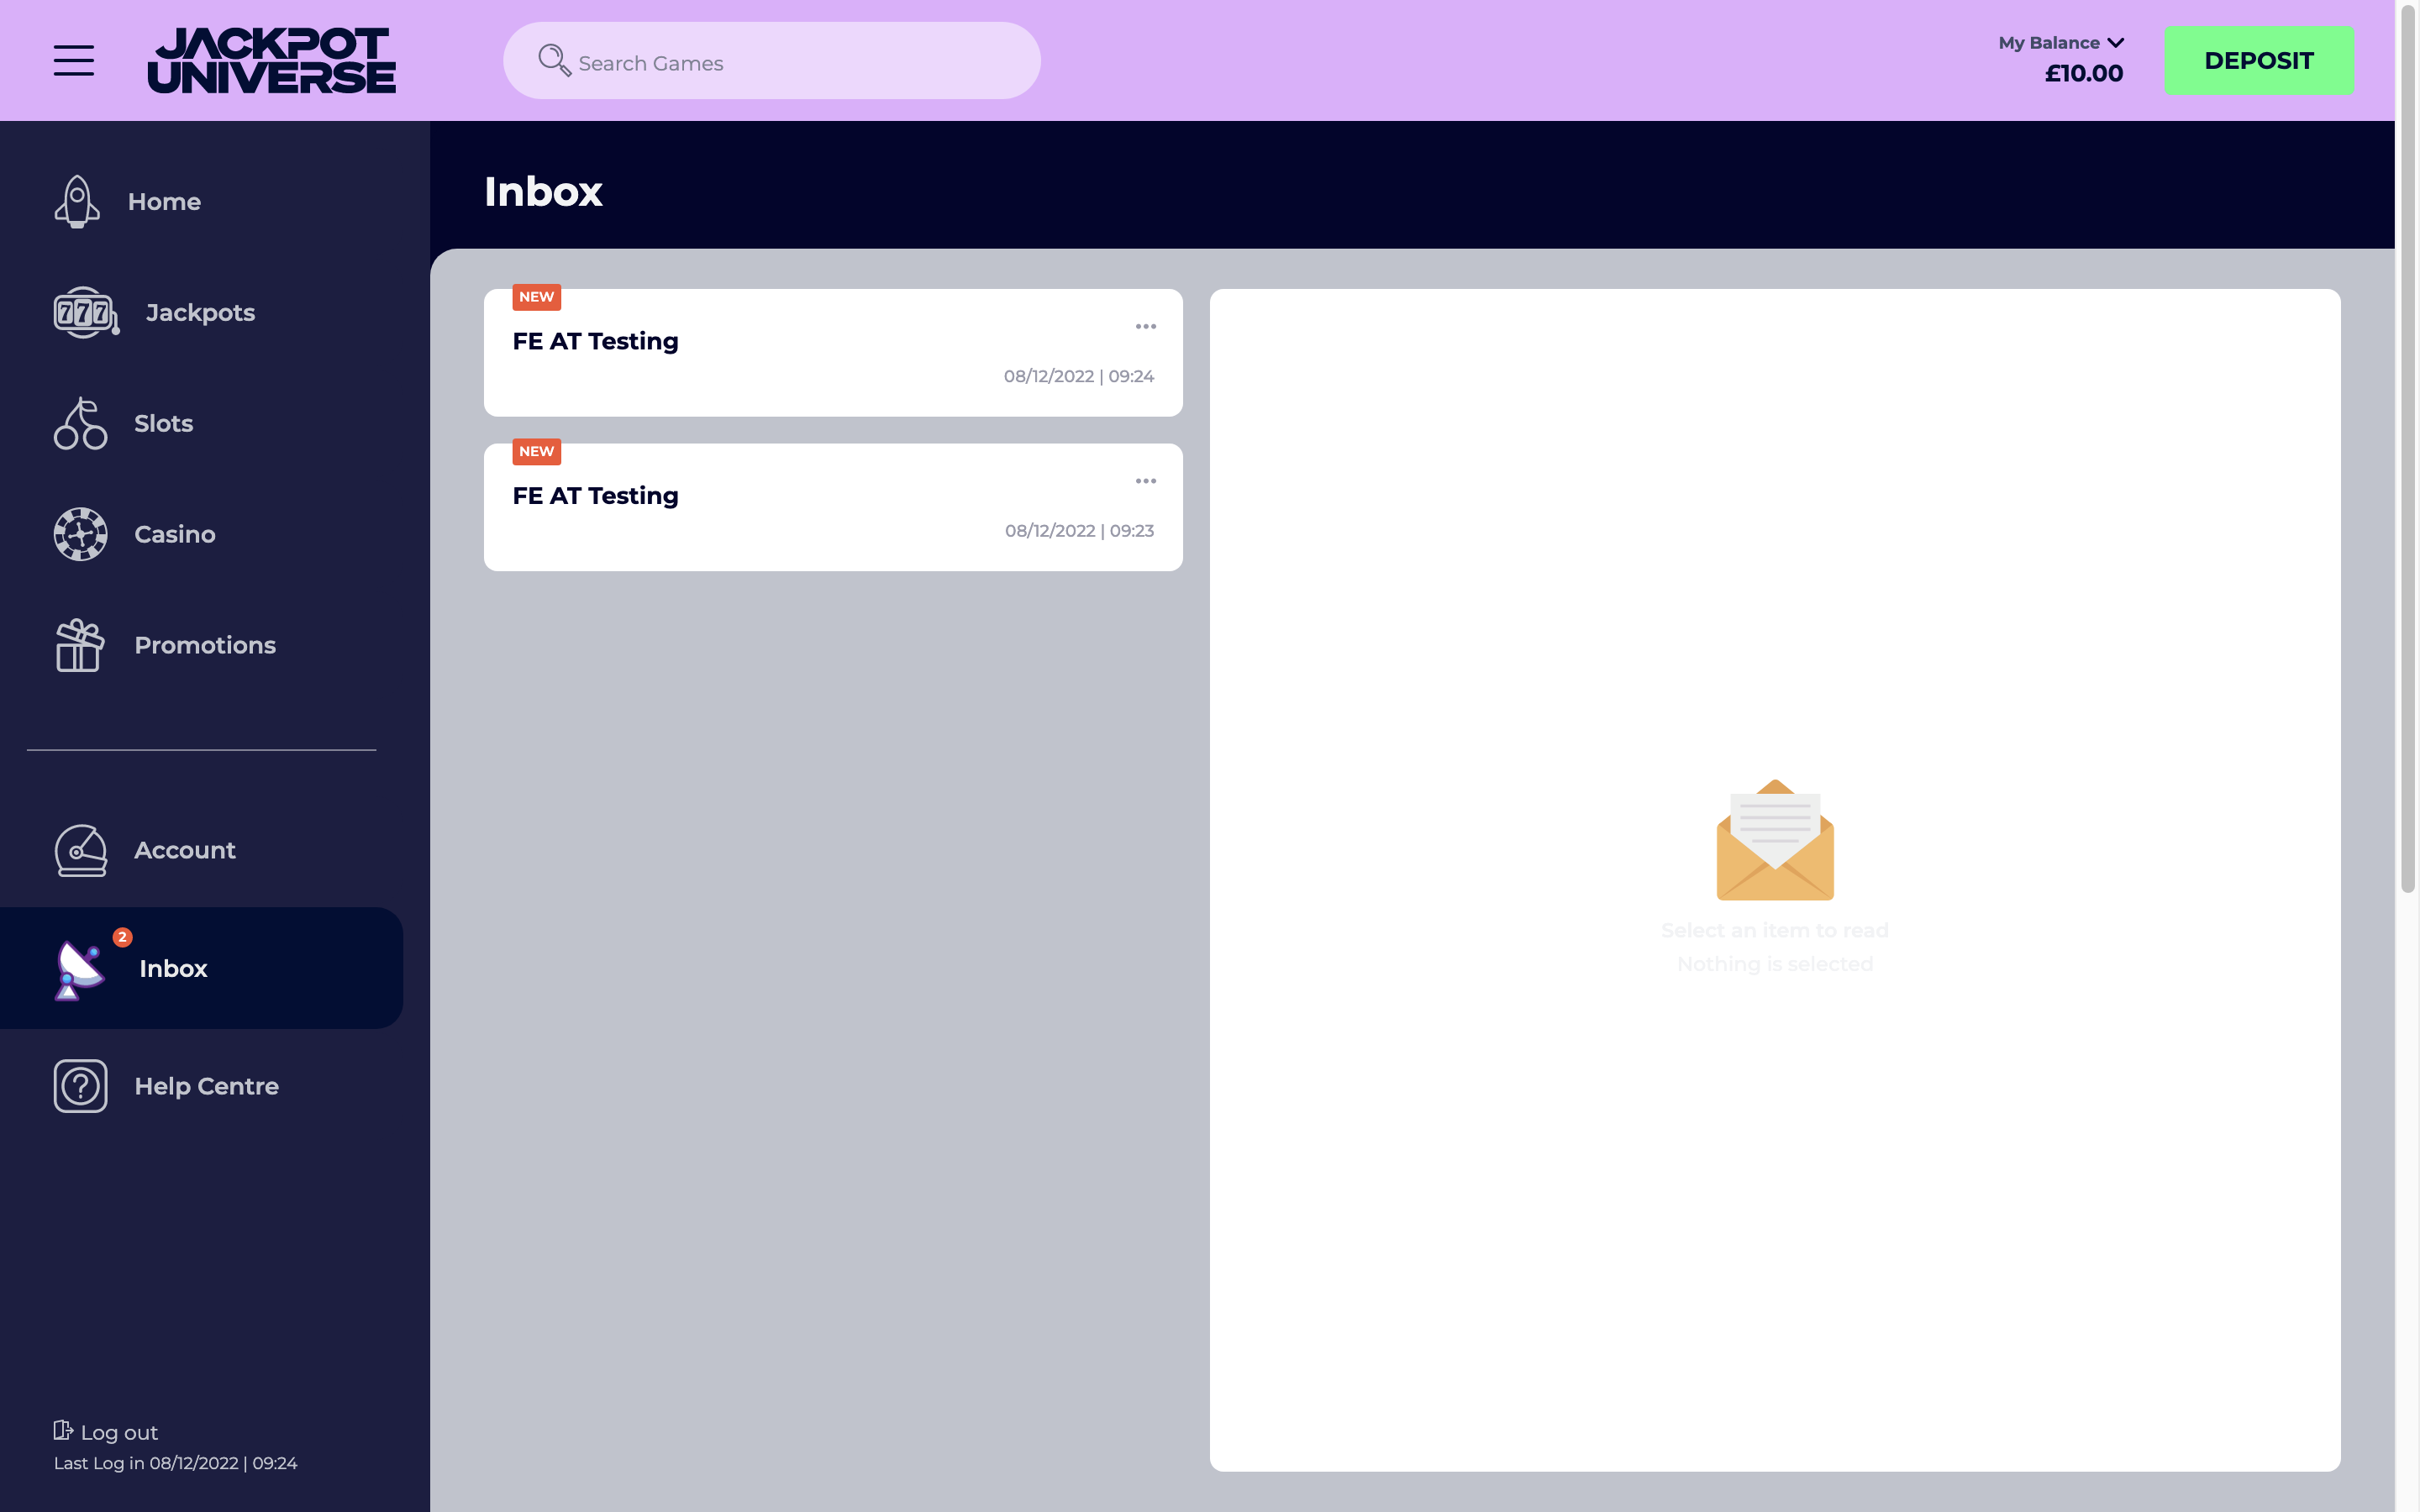 JACKPOT
UNIVERSE
Search Games
My Balance
£10.00
DEPOSIT
Home
777
Jackpots
Slots
Casino
Promotions
Account
2
Inbox
Help Centre
Log out
Last Log in 08/12/2022 | 09:24
Inbox
NEW
FE AT Testing
08/12/2022 | 09:24
NEW
FE AT Testing
08/12/2022 | 09:23
Select an item to read
Nothing is selected